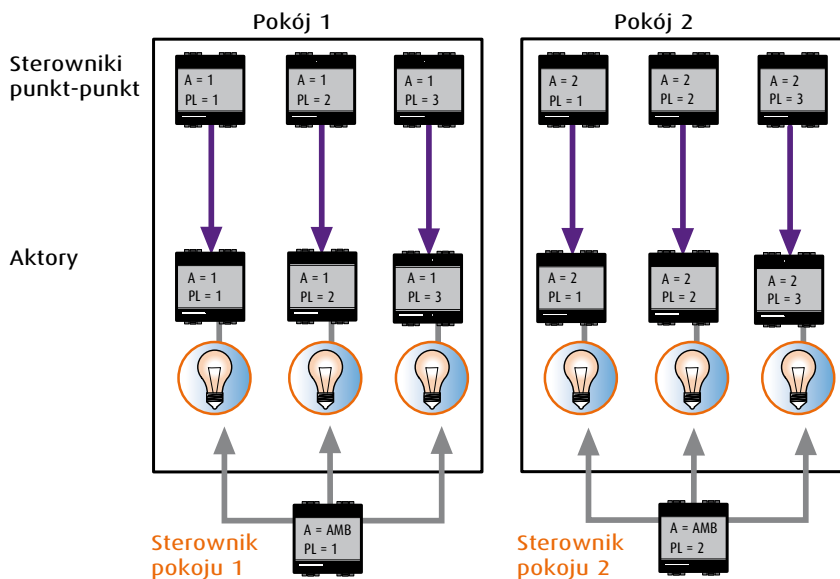 Pokój 1
Pokój 2
Sterowniki
punkt-punkt
A = 1
PL = 1
A = 1
PL = 2
A = 1
PL = 3
A = 2
PL = 1
A = 2
PL = 2
A = 2
PL = 3
Aktory
A = 1
PL = 1
A = 1
PL = 2
A = 1
PL = 3
A = 2
PL = 1
A = 2
PL = 2
A = 2
PL = 3
Sterownik
pokoju 1
A = AMB
PL = 1
Sterownik
pokoju 2
A = AMB
PL = 2